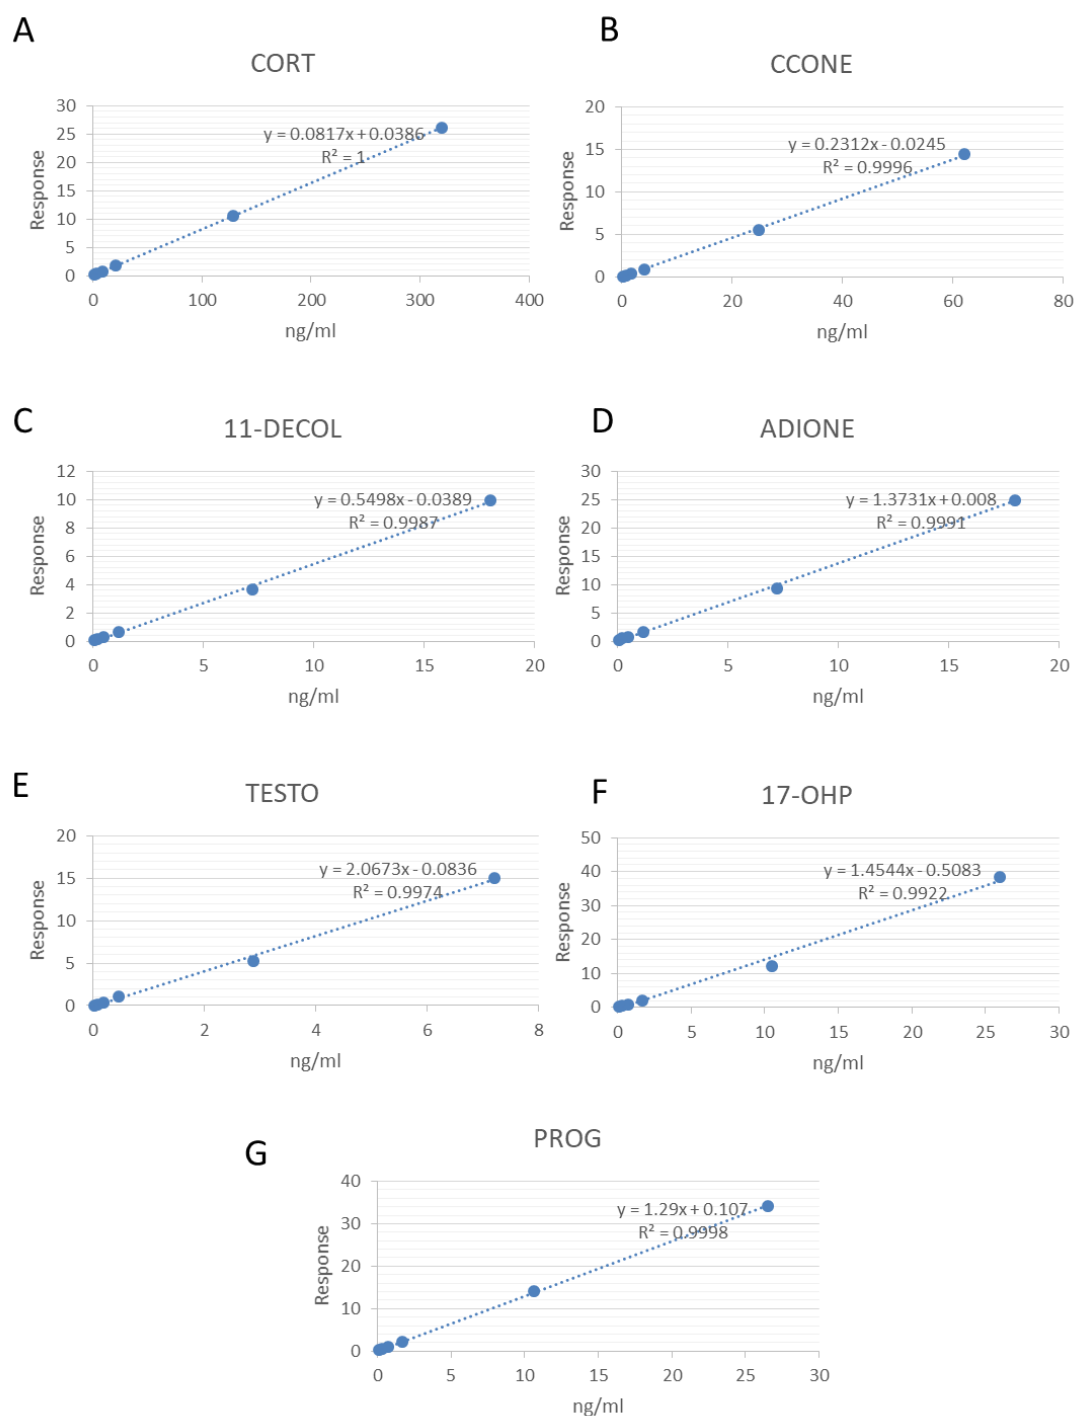 A
CORT
30
25
20
15
10
5
0
Response
y = 0.0817x + 0.0386
R² = 1
0 100 200 300 400
ng/ml
B
CCONE
20
15
10
5
0
Response
y = 0.2312x - 0.0245
R² = 0.9996
0 20 40 60 80
ng/ml
C
11-DECOL
12
10
8
6
4
2
0
Response
y = 0.5498x - 0.0389
R² = 0.9987
0 5 10 15 20
ng/ml
D
ADIONE
30
25
20
15
10
5
0
Response
y = 1.3731x + 0.008
R² = 0.9991
0 5 10 15 20
ng/ml
E
TESTO
20
15
10
5
0
Response
y = 2.0673x - 0.0836
R² = 0.9974
0 2 4 6 8
ng/ml
F
17-OHP
50
40
30
20
10
0
Response
y = 1.4544x - 0.5083
R² = 0.9922
0 5 10 15 20 25 30
ng/ml
G
PROG
40
30
20
10
0
Response
y = 1.29x + 0.107
R² = 0.9998
0 5 10 15 20 25 30
ng/ml